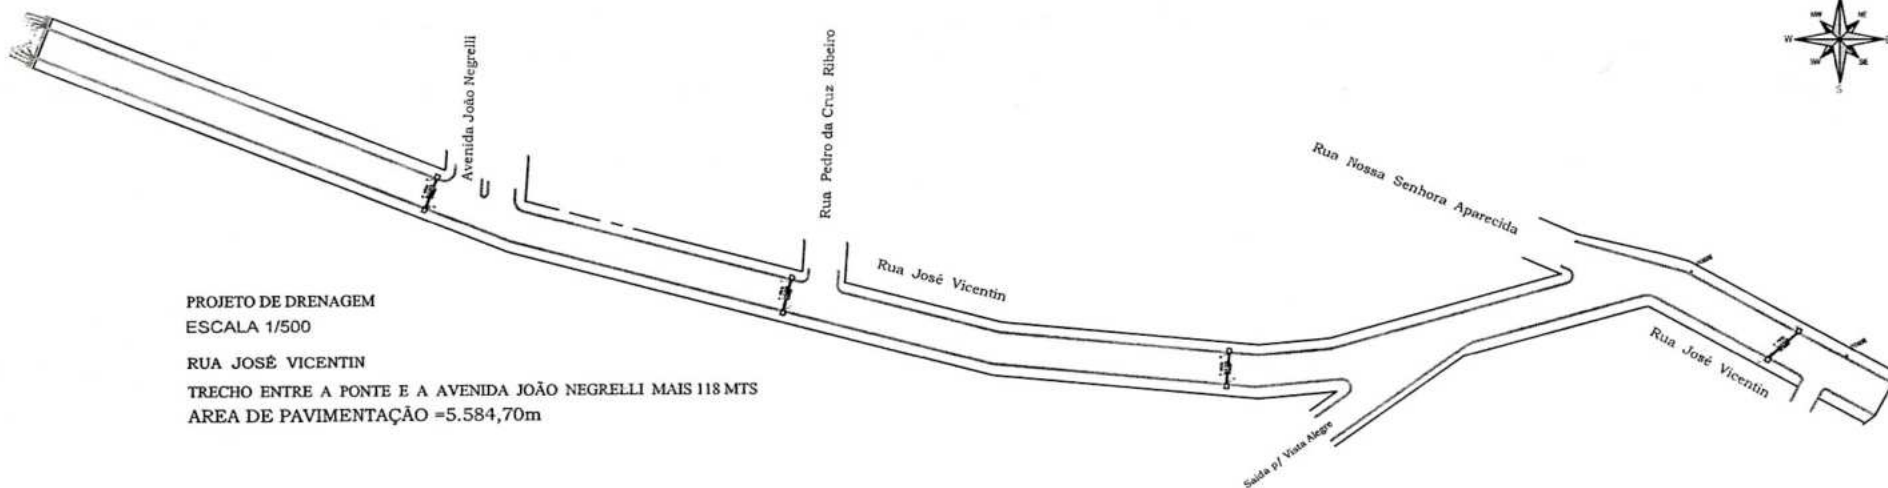 Avenida João Negrelli
Rua Pedro da Cruz Ribeiro
Rua Nossa Senhora Aparecida
NE
W
S
Rua José Vicentin
Rua José Vicentin
Saída p/ Vista Alegre
PROJETO DE DRENAGEM
ESCALA 1/500
RUA JOSÉ VICENTIN
TRECHO ENTRE A PONTE E A AVENIDA JOÃO NEGRELLI MAIS 118 MTS
AREA DE PAVIMENTAÇÃO =5.584,70m